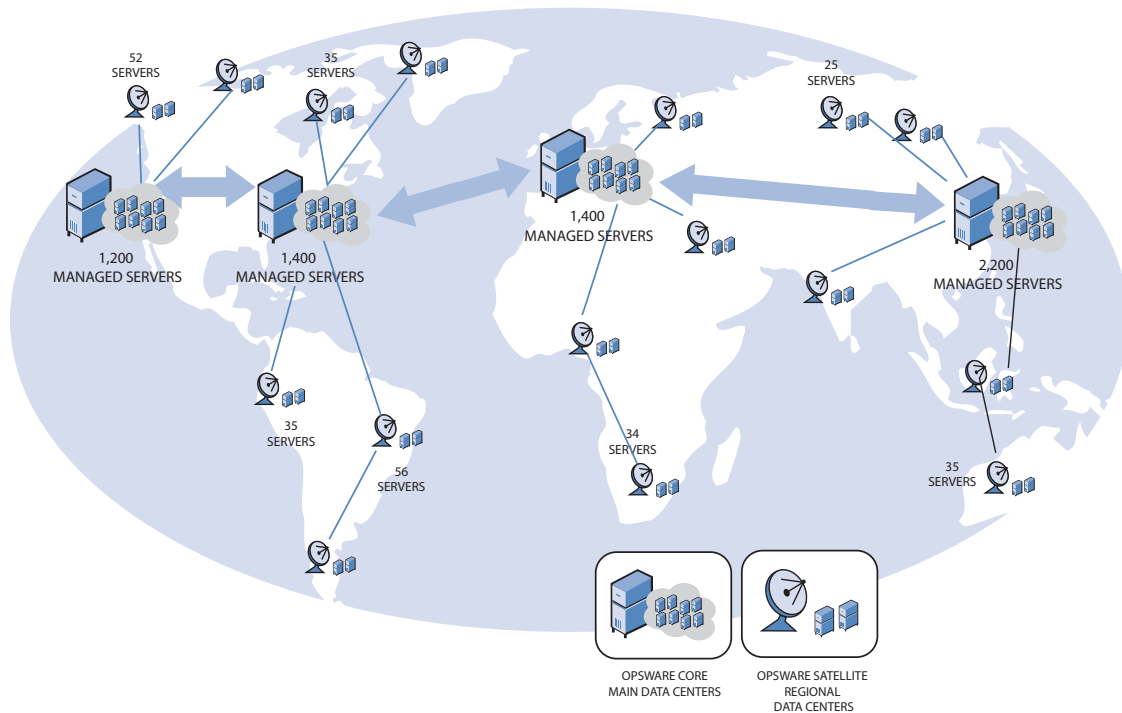 52
SERVERS
35
SERVERS
25
SERVERS
1,200
MANAGED SERVERS
1,400
MANAGED SERVERS
1,400
MANAGED SERVERS
2,200
MANAGED SERVERS
35
SERVERS
56
SERVERS
34
SERVERS
35
SERVERS
OPSWARE CORE
MAIN DATA CENTERS
OPSWARE SATELLITE
REGIONAL
DATA CENTERS